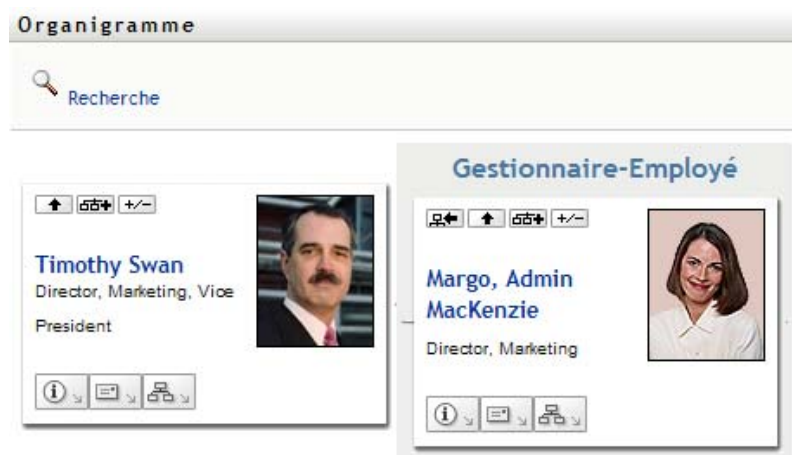 Organigramme
Recherche
Gestionnaire-Employé
+/-
Timothy Swan
Director, Marketing, Vice
President
+/-
Margo, Admin
MacKenzie
Director, Marketing